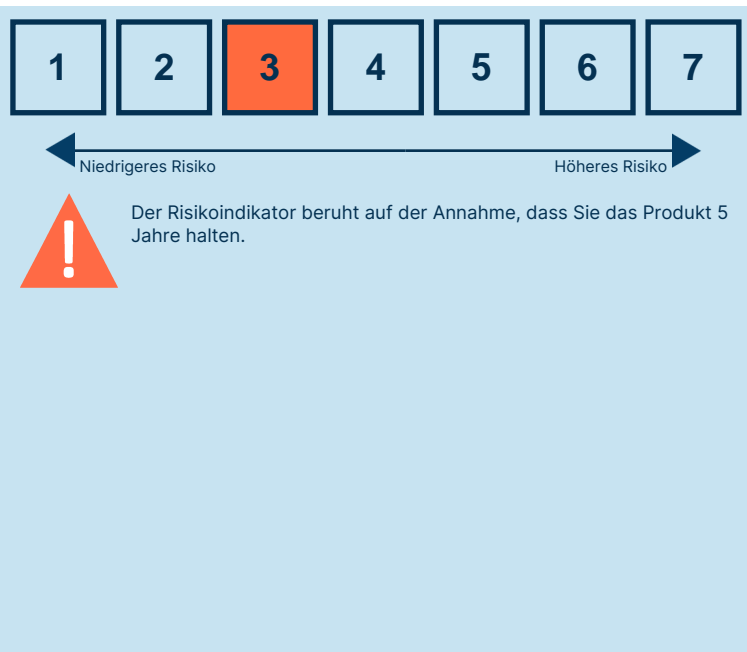 1 2 3 4 5 6 7
Niedrigeres Risiko Höheres Risiko
Der Risikoindikator beruht auf der Annahme, dass Sie das Produkt 5
Jahre halten.